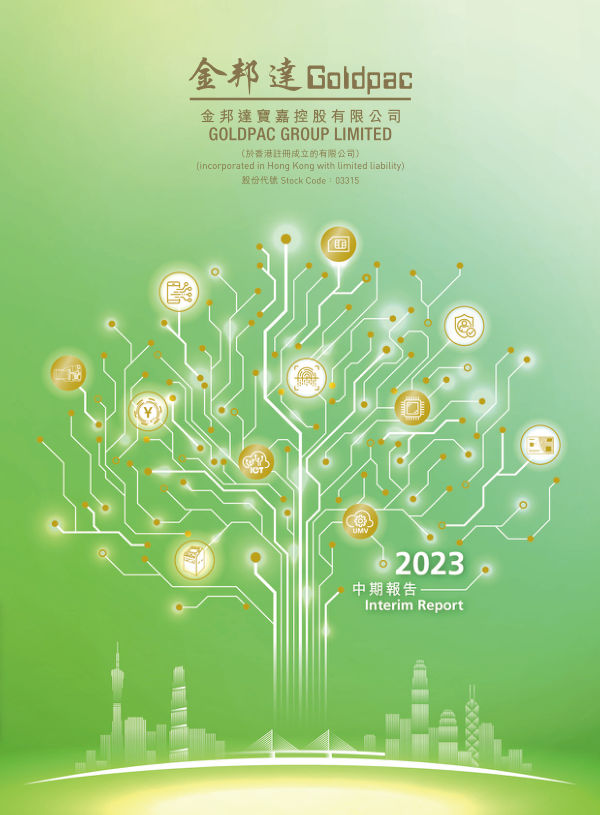 金邦達 Goldpac
金邦達寶嘉控股有限公司
GOLDPAC GROUP LIMITED
(於香港註冊成立的有限公司)
(incorporated in Hong Kong with limited liability)
股份代號 Stock Code：03315
¥
IOT
UMV
2023
中期報告
Interim Report